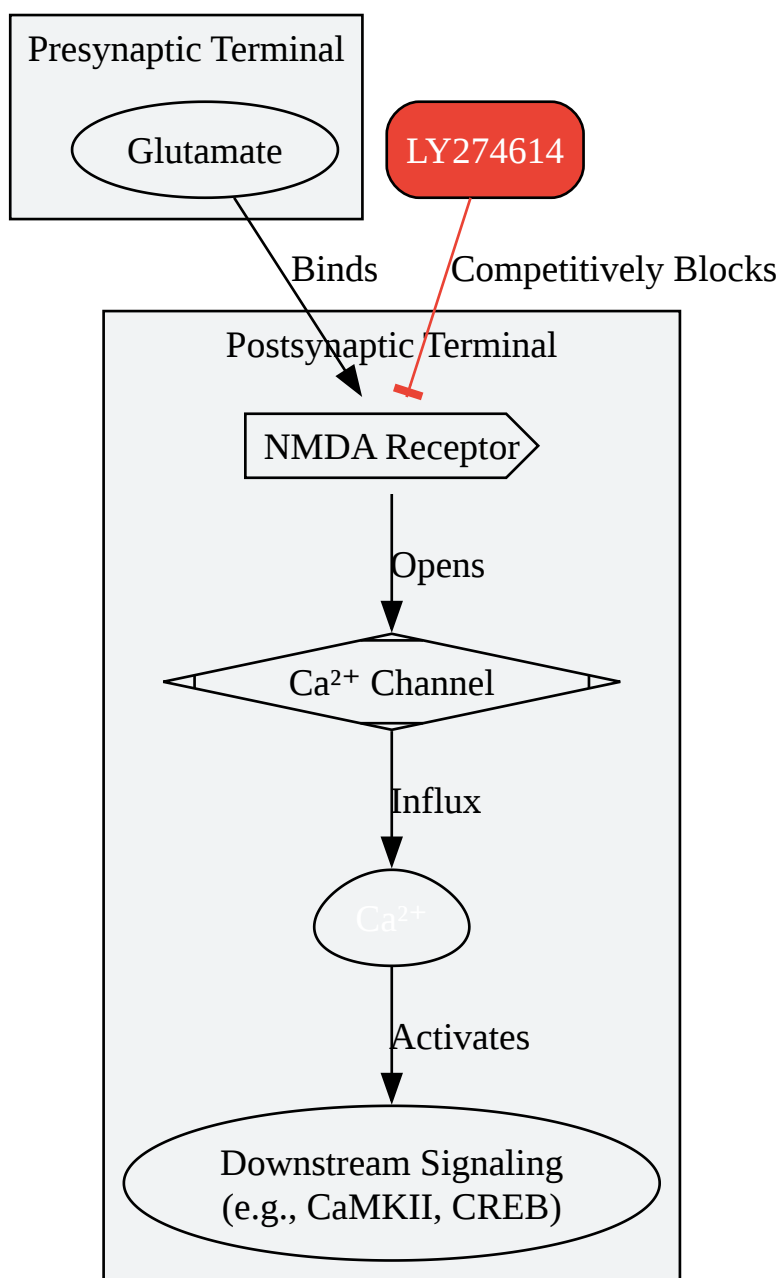 Presynaptic Terminal
Glutamate
LY274614
Binds
Competitively Blocks
Postsynaptic Terminal
NMDA Receptor
Opens
Ca²⁺ Channel
Influx
Ca²⁺
Activates
Downstream Signaling
(e.g., CaMKII, CREB)